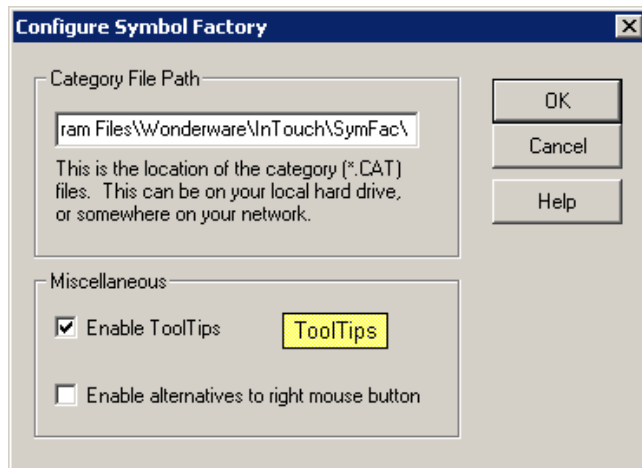 Configure Symbol Factory
Category File Path
ram Files\Wonderware\InTouch\SymFac\
This is the location of the category (*.CAT)
files. This can be on your local hard drive,
or somewhere on your network.
OK
Cancel
Help
Miscellaneous
Enable ToolTips
ToolTips
Enable alternatives to right mouse button